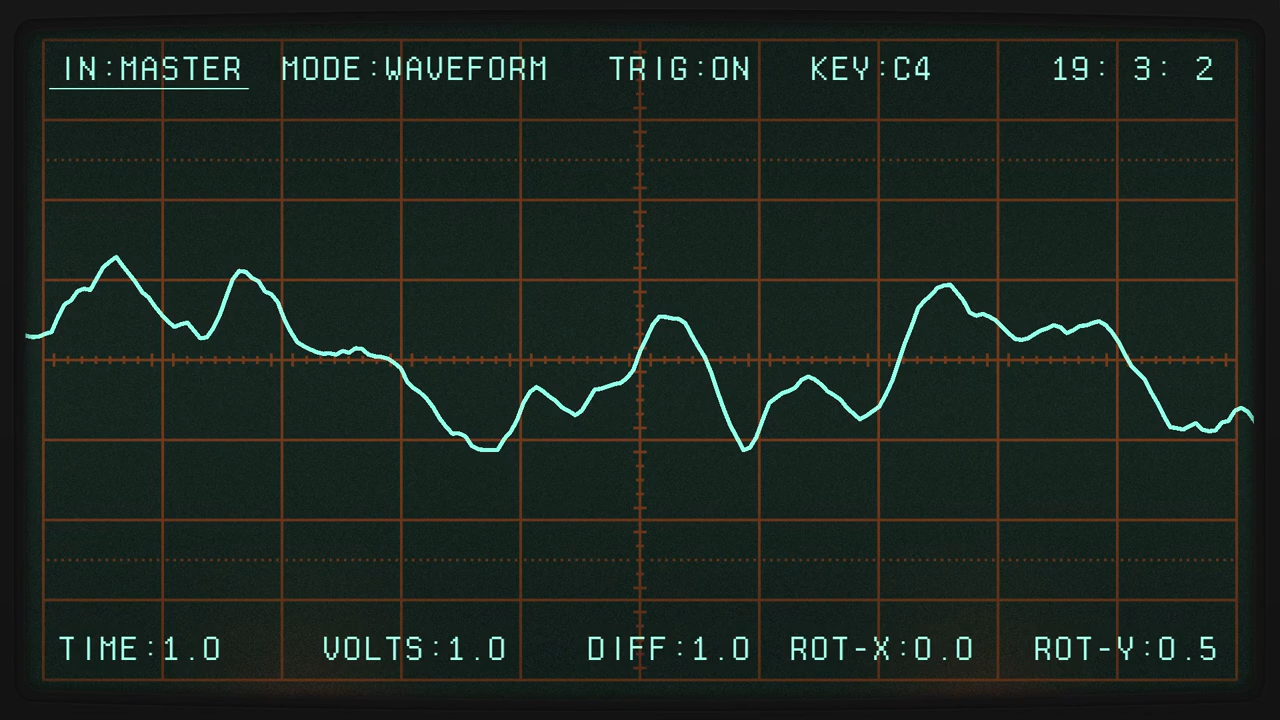 IN:MASTER MODE:WAVEFORM TRIG:ON KEY:C4 19: 3: 2
TIME:1.0 VOLTS:1.0 DIFF:1.0 ROT-X:0.0 ROT-Y:0.5